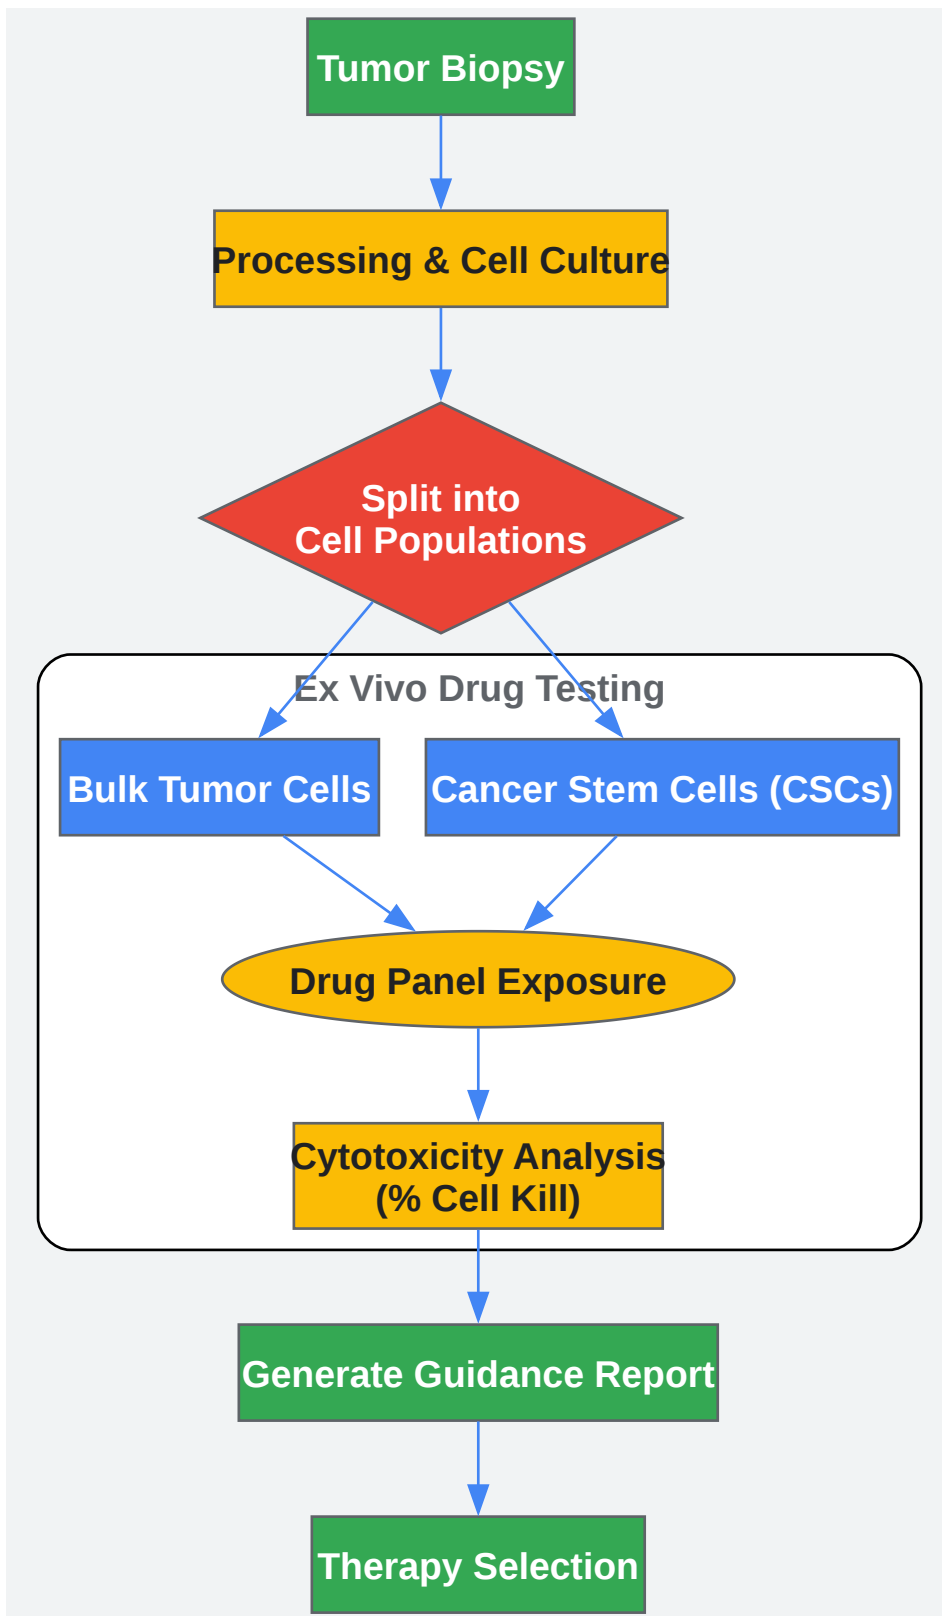 Tumor Biopsy
Processing & Cell Culture
Split into
Cell Populations
Ex Vivo Drug Testing
Bulk Tumor Cells
Cancer Stem Cells (CSCs)
Drug Panel Exposure
Cytotoxicity Analysis
(% Cell Kill)
Generate Guidance Report
Therapy Selection